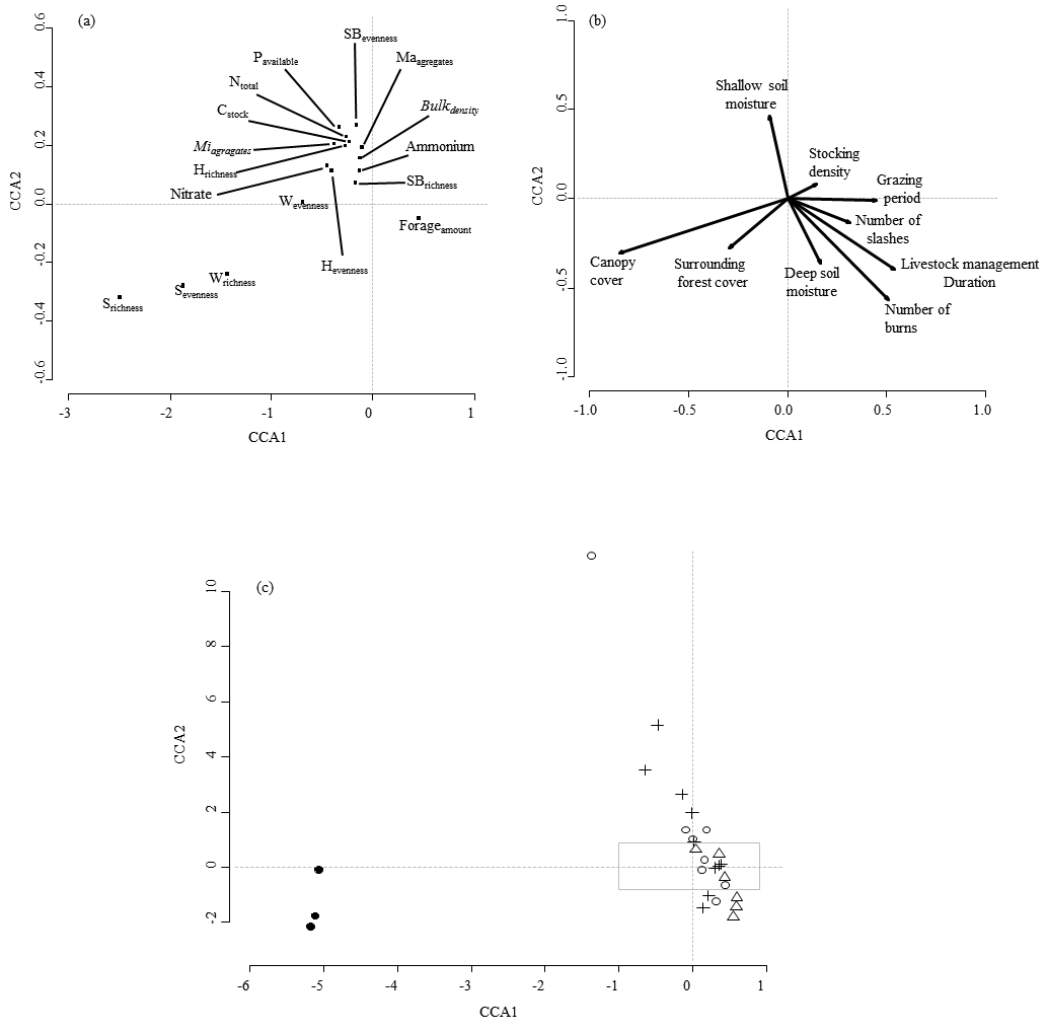 (a)
0.6
0.4
0.2
0.0
-0.2
-0.4
-0.6
CCA2
SBevenness
Pavailable
Maagregates
Ntotal
Bulkdensity
Cstock
Miagragates
Ammonium
Hrichness
SBrichness
Nitrate
Wevenness
Forageamount
Hevenness
Wrichness
Sevenness
Srichness
-3
-2
-1
0
1
CCA1
(b)
1.0
0.5
0.0
-0.5
-1.0
CCA2
Shallow soil
moisture
Stocking
density
Grazing
period
Number of
slashes
Canopy
cover
Surrounding
forest cover
Deep soil
moisture
Livestock management
Duration
Number of
burns
-1.0
-0.5
0.0
0.5
1.0
CCA1
(c)
10
8
6
4
2
0
-2
CCA2
-6
-5
-4
-3
-2
-1
0
1
CCA1